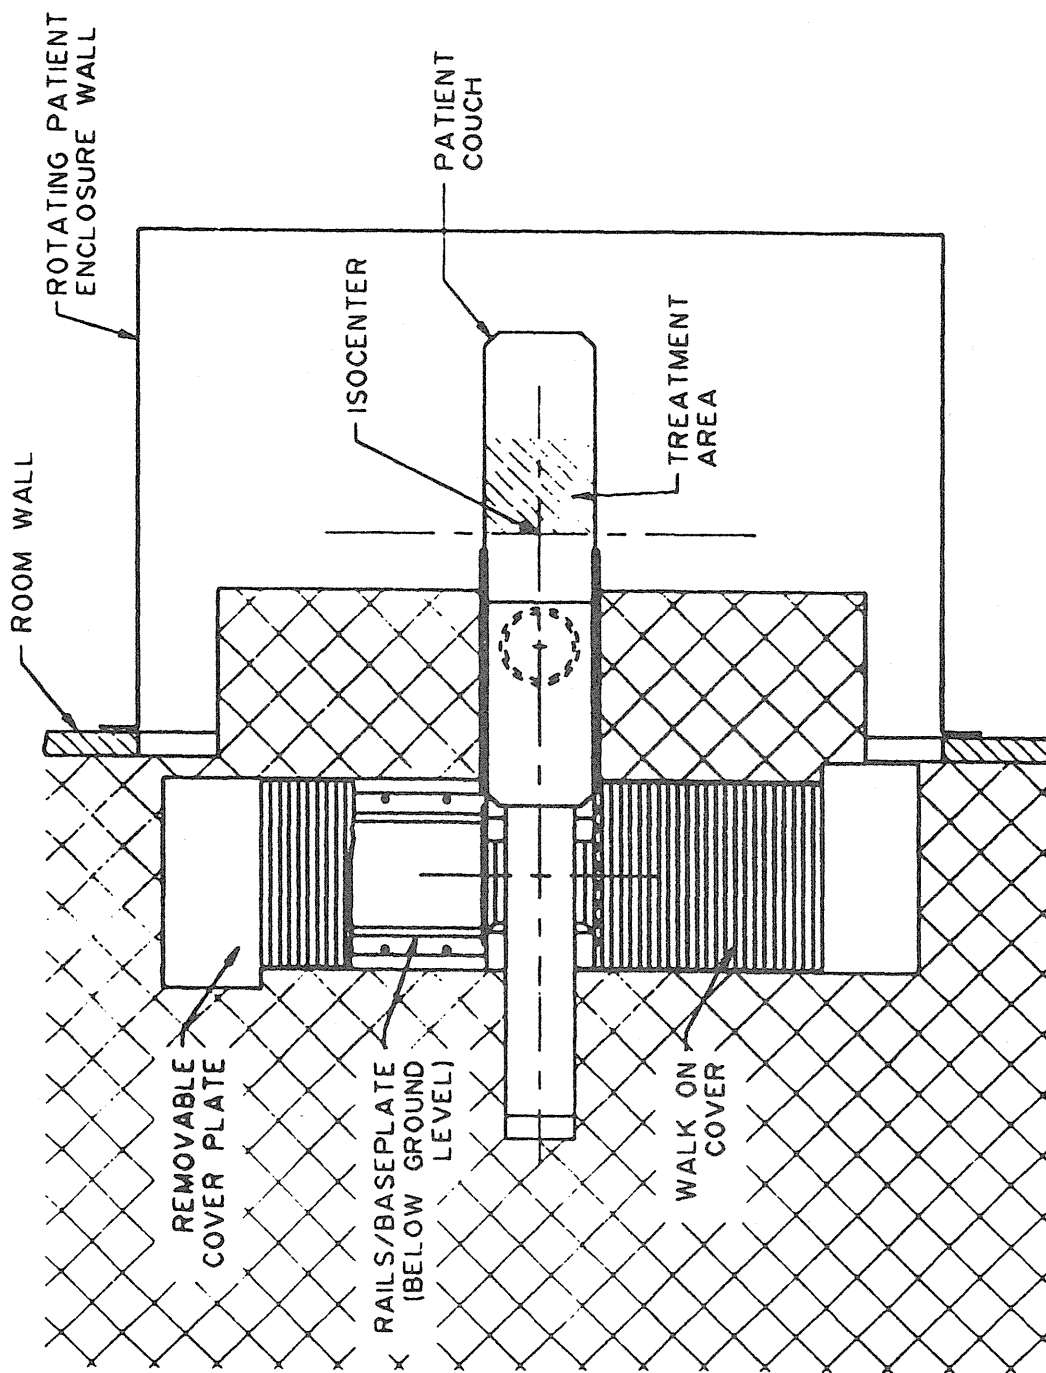 ROOM WALL
ROTATING PATIENT
ENCLOSURE WALL
ISOCENTER
PATIENT
COUCH
TREATMENT
AREA
REMOVABLE
COVER PLATE
RAILS/BASEPLATE
(BELOW GROUND
LEVEL)
WALK ON
COVER